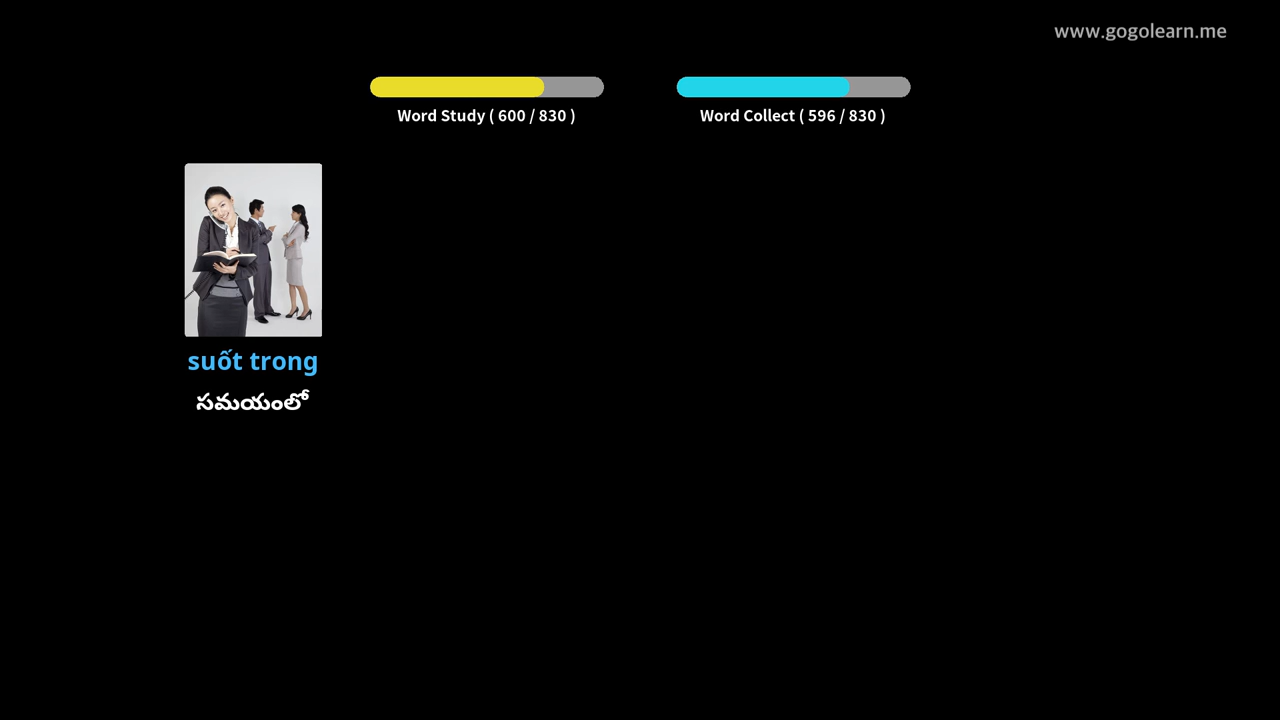 www.gogolearn.me
Word Study ( 600 / 830 )
Word Collect ( 596 / 830 )
suốt trong
సమయంలో